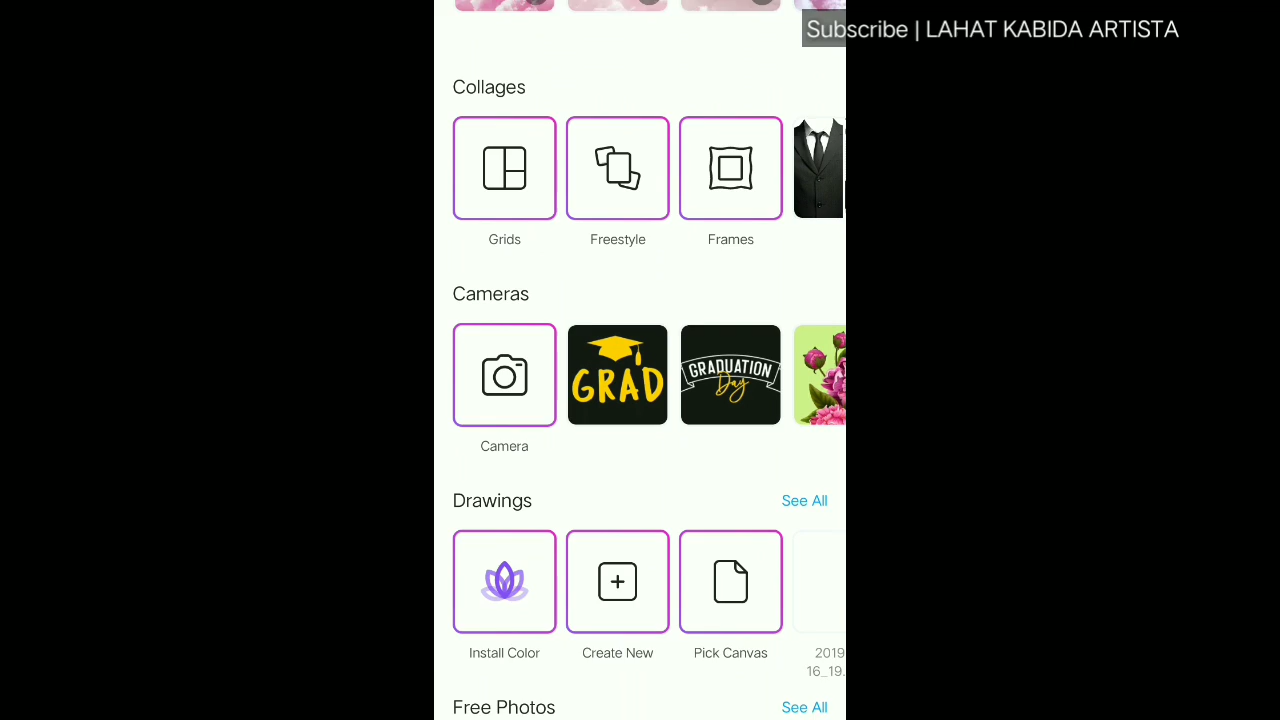 Subscribe | LAHAT KABIDA ARTISTA
Collages
Grids
Freestyle
Frames
Cameras
GRAD
GRADUATION
Day
Camera
Drawings
See All
Install Color
Create New
Pick Canvas
2019
16_19.
Free Photos
See All